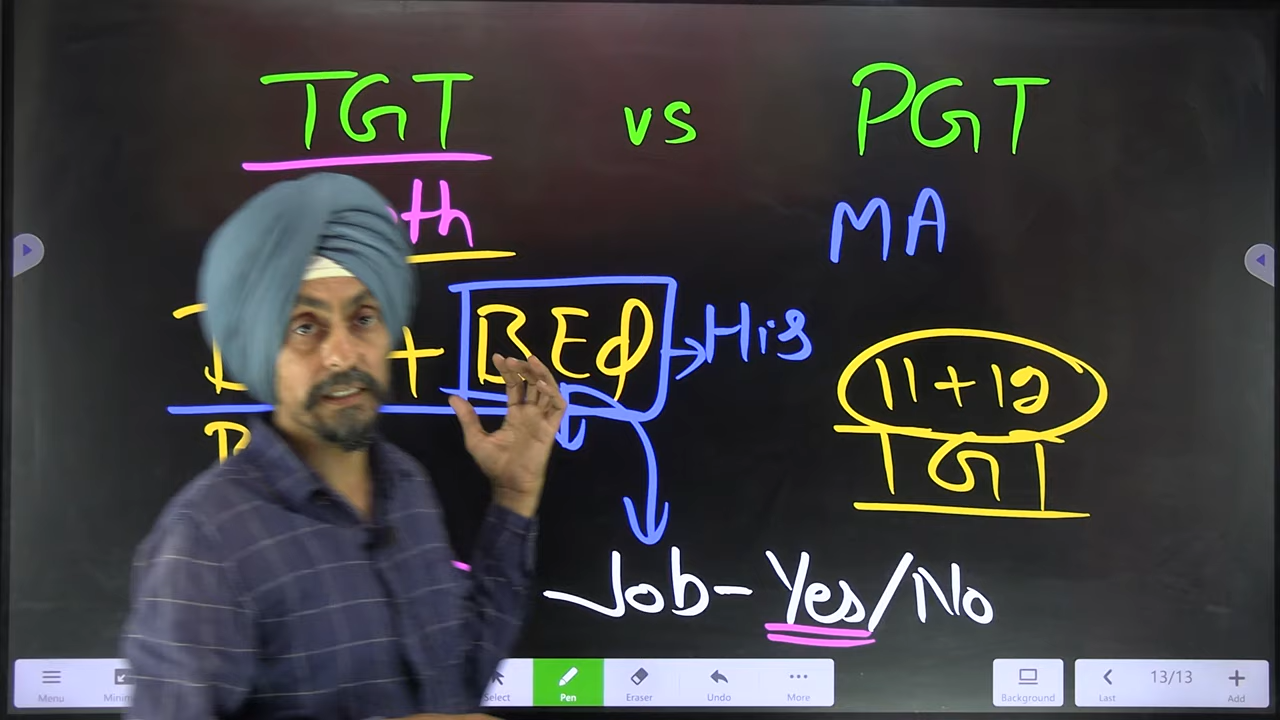 TGT vs PGT
th
MA
+ BEd → His
11 + 12
TGT
Job - Yes/No
Menu
Select
Pen
Eraser
Undo
More
Background
Last
13/13
Add